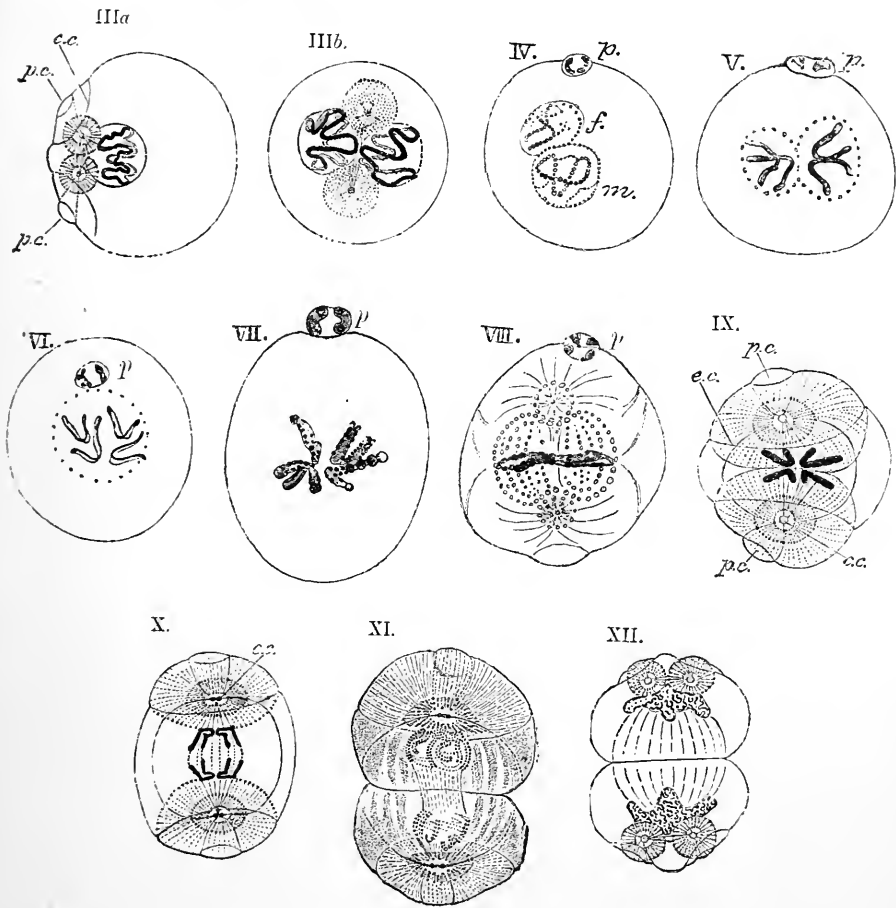 IIIa
c.c.
p.c.
p.c.
IIIb.
IV.
p.
f.
m.
V.
p.
VI.
p
VII.
p
VIII.
p
IX.
p.c.
e.c.
p.c.
c.c.
X.
c.c.
XI.
XII.